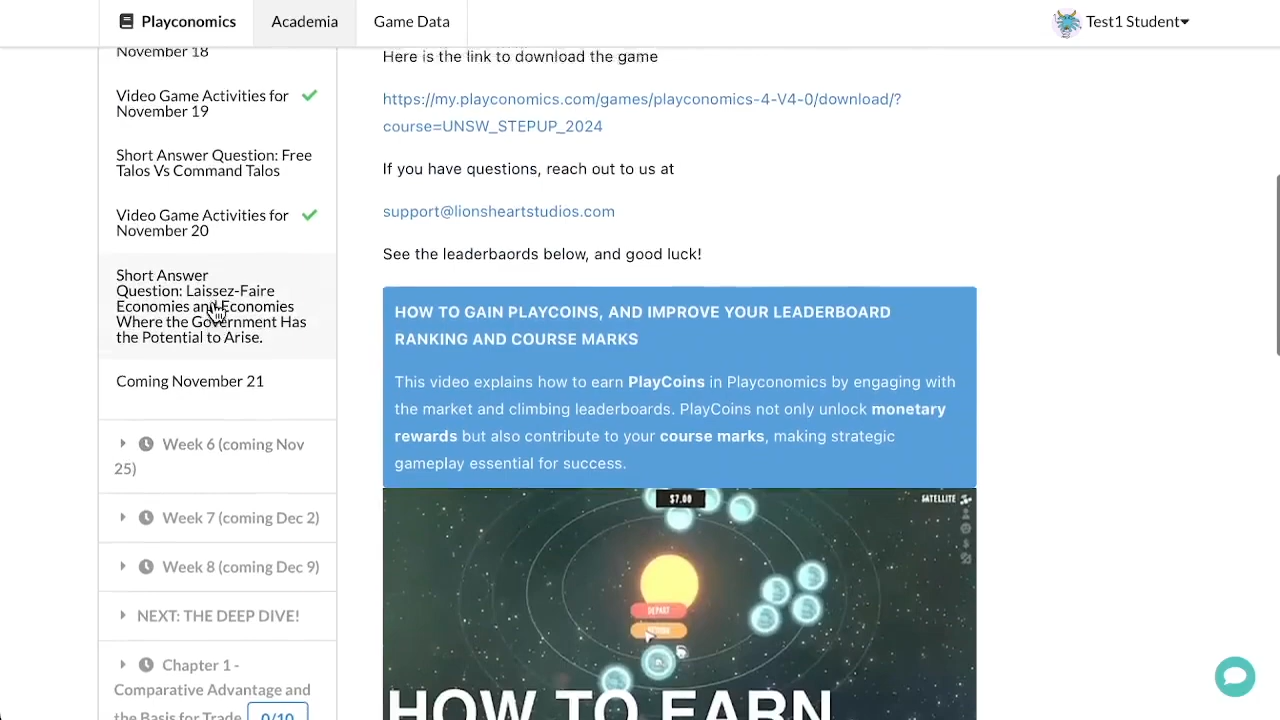 Playconomics
Academia
Game Data
Test1 Student
November 18
Video Game Activities for
November 19
Short Answer Question: Free
Talos Vs Command Talos
Video Game Activities for
November 20
Short Answer
Question: Laissez-Faire
Economies and Economies
Where the Government Has
the Potential to Arise.
Coming November 21
Week 6 (coming Nov
25)
Week 7 (coming Dec 2)
Week 8 (coming Dec 9)
NEXT: THE DEEP DIVE!
Chapter 1 -
Comparative Advantage and
the Basis for Trade
0/10
Here is the link to download the game
https://my.playconomics.com/games/playconomics-4-V4-0/download/?
course=UNSW_STEPUP_2024
If you have questions, reach out to us at
support@lionsheartstudios.com
See the leaderbaords below, and good luck!
HOW TO GAIN PLAYCOINS, AND IMPROVE YOUR LEADERBOARD
RANKING AND COURSE MARKS
This video explains how to earn PlayCoins in Playconomics by engaging with
the market and climbing leaderboards. PlayCoins not only unlock monetary
rewards but also contribute to your course marks, making strategic
gameplay essential for success.
$7.00
SATELLITE
DEPART
HOW TO EARN